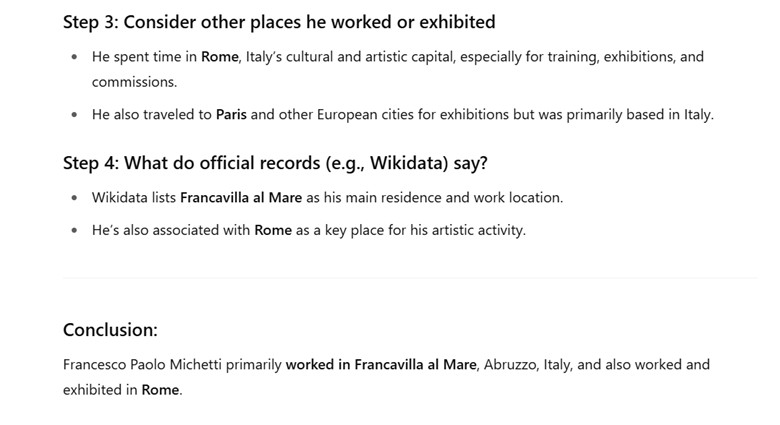 Step 3: Consider other places he worked or exhibited
• He spent time in Rome, Italy’s cultural and artistic capital, especially for training, exhibitions, and
commissions.
• He also traveled to Paris and other European cities for exhibitions but was primarily based in Italy.
Step 4: What do official records (e.g., Wikidata) say?
• Wikidata lists Francavilla al Mare as his main residence and work location.
• He’s also associated with Rome as a key place for his artistic activity.
Conclusion:
Francesco Paolo Michetti primarily worked in Francavilla al Mare, Abruzzo, Italy, and also worked and
exhibited in Rome.